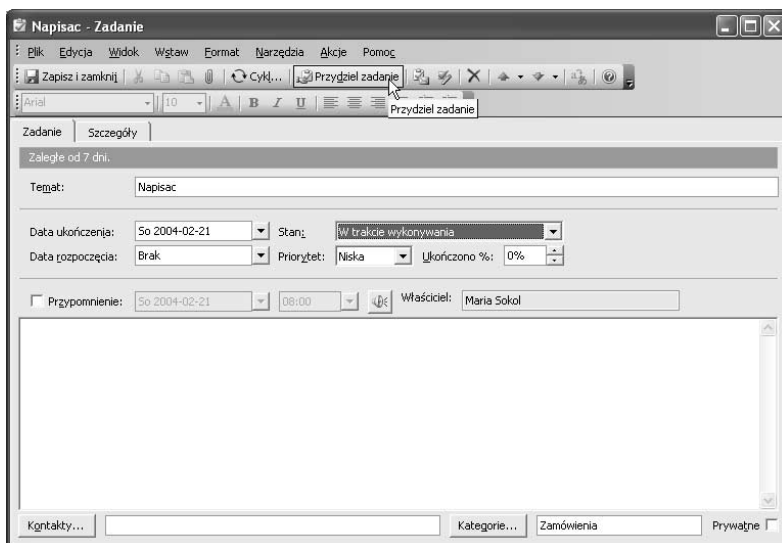 Napisac - Zadanie
Plik Edycja Widok Wstaw Format Narzędzia Akcje Pomoc
Zapisz i zamknij Cykl... Przydziel zadanie
Arial 10 A B I U
Przydziel zadanie
Zadanie Szczegóły
Zaległe od 7 dni.
Temat: Napisac
Data ukończenia: So 2004-02-21 Stan: W trakcie wykonywania
Data rozpoczęcia: Brak Priorytet: Niska Ukończono %: 0%
Przypomnienie: So 2004-02-21 08:00 Właściciel: Maria Sokol
Kontakty... Kategorie... Zamówienia Prywatne